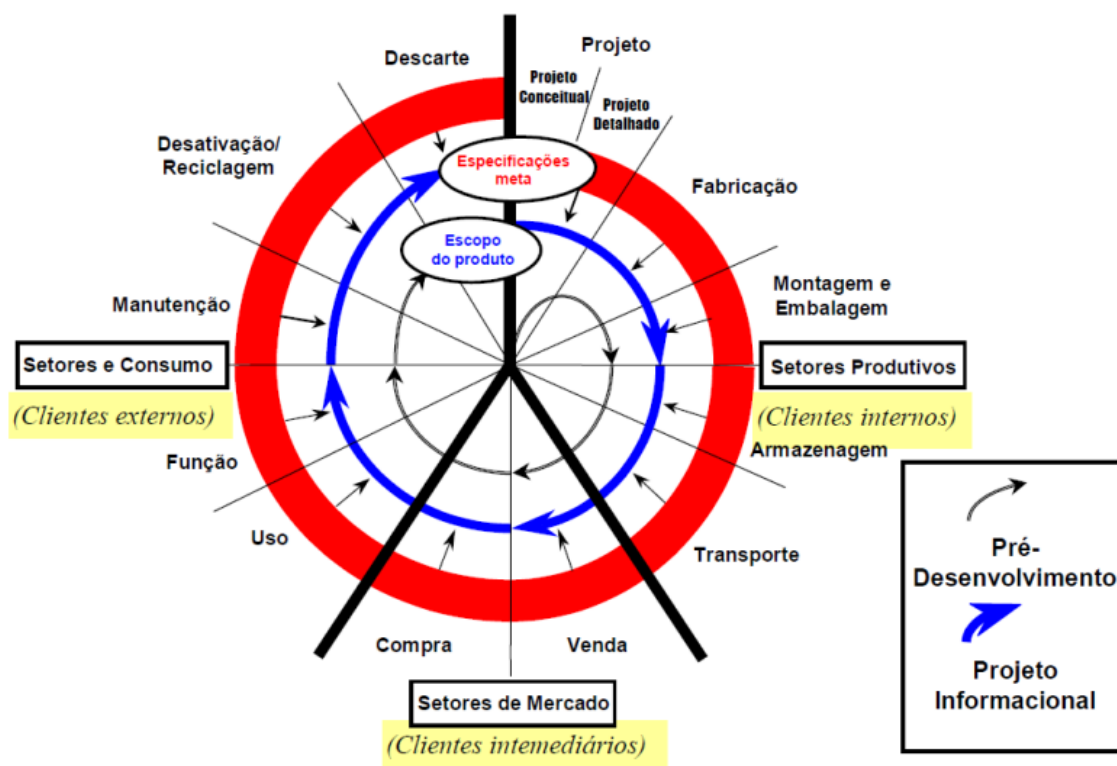 Descarte
Projeto
Projeto
Conceitual
Projeto
Detalhado
Desativação/
Reciclagem
Especificações
meta
Fabricação
Escopo
do produto
Montagem e
Embalagem
Manutenção
Setores e Consumo
Setores Produtivos
(Clientes externos)
(Clientes internos)
Armazenagem
Função
Uso
Transporte
Compra
Venda
Setores de Mercado
(Clientes intemediários)
Pré-
Desenvolvimento
Projeto
Informacional